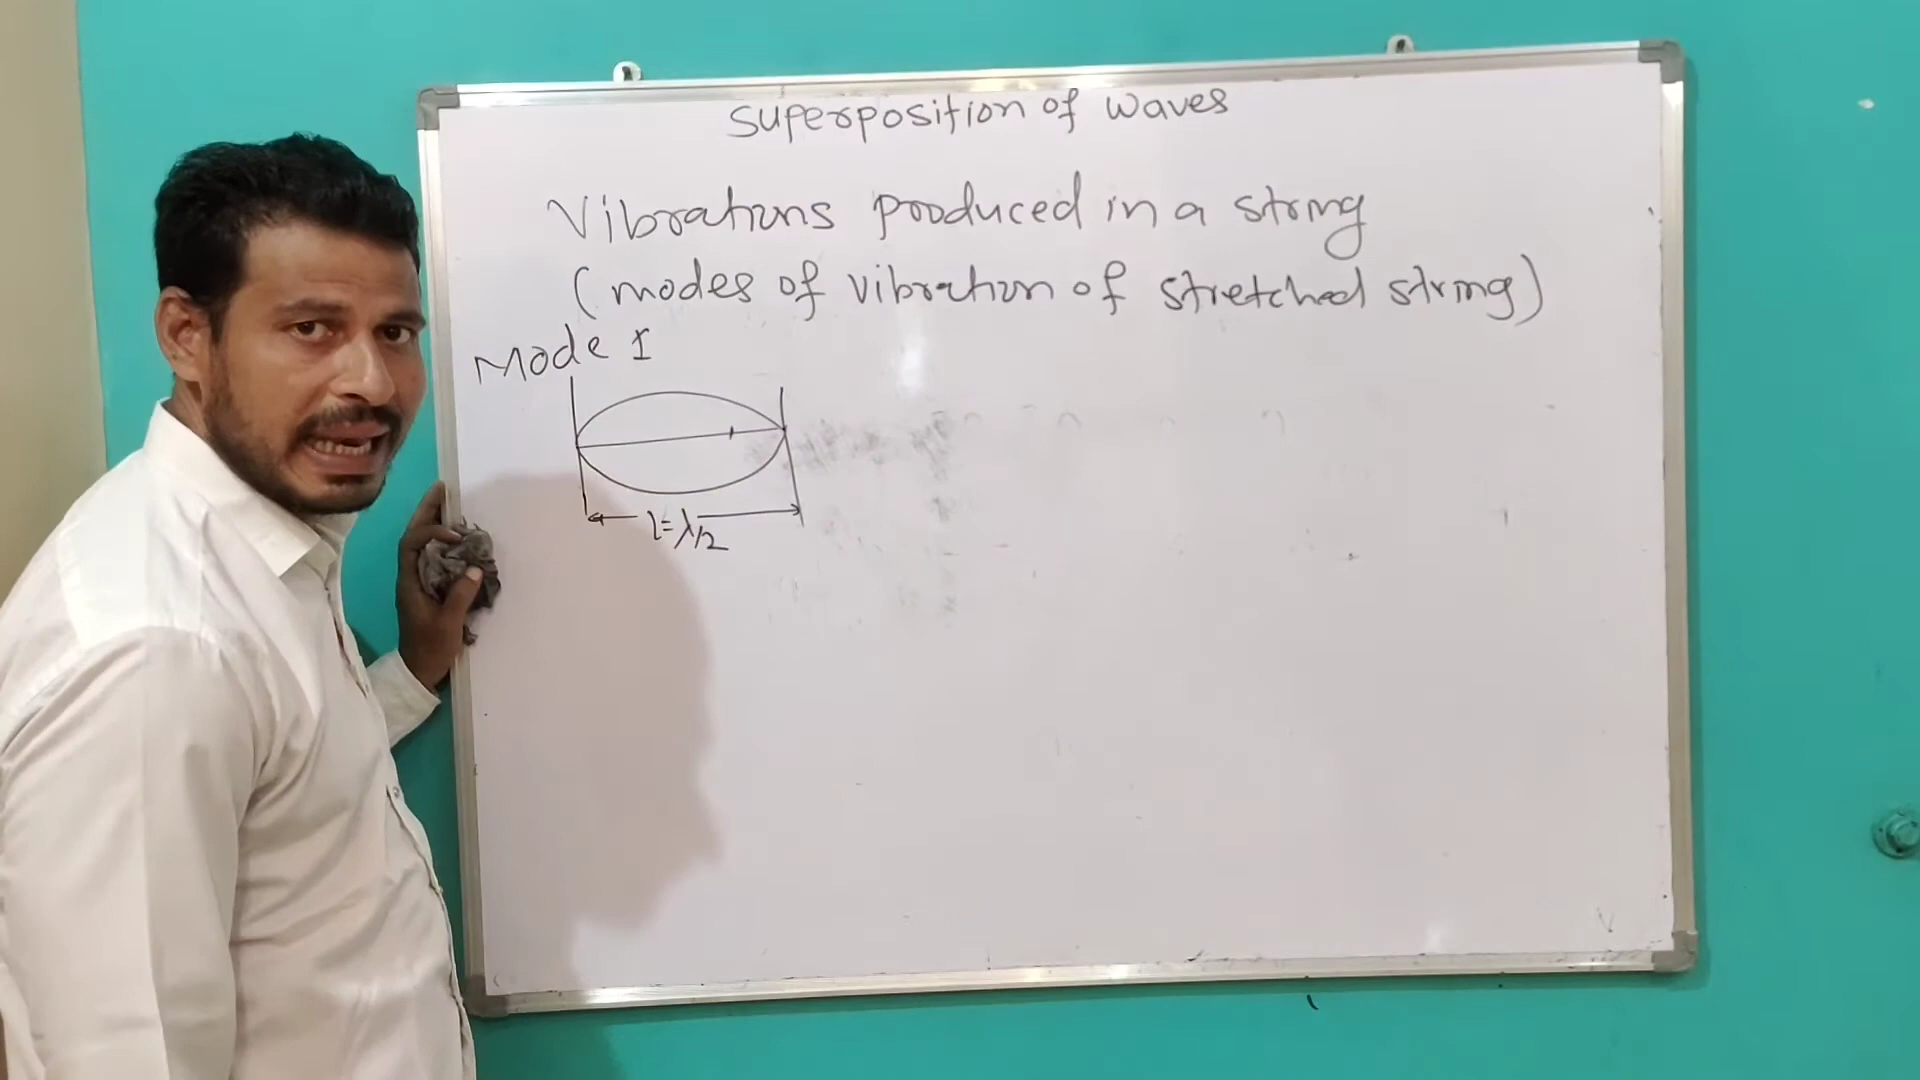 superposition of waves
Vibrations produced in a string
(modes of vibration of stretched string)
Mode I
l=λ/2